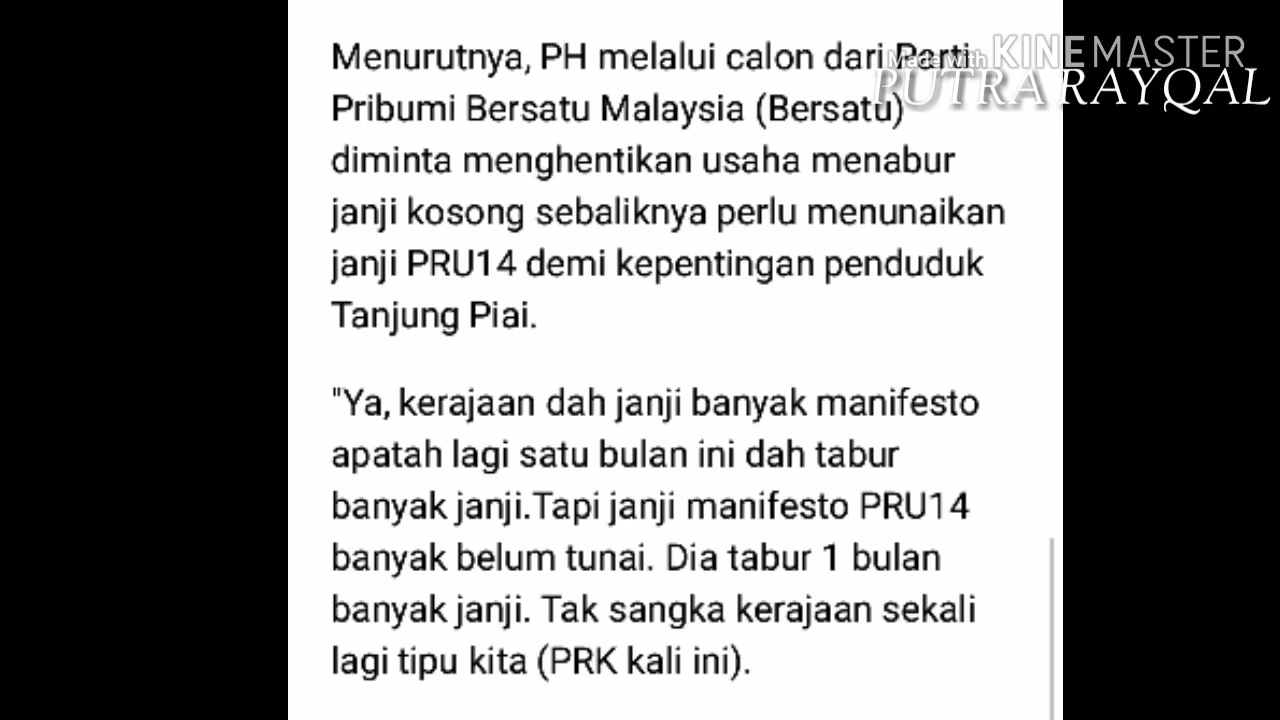 Menurutnya, PH melalui calon dari Parti
Pribumi Bersatu Malaysia (Bersatu)
diminta menghentikan usaha menabur
janji kosong sebaliknya perlu menunaikan
janji PRU14 demi kepentingan penduduk
Tanjung Piai.
"Ya, kerajaan dah janji banyak manifesto
apatah lagi satu bulan ini dah tabur
banyak janji.Tapi janji manifesto PRU14
banyak belum tunai. Dia tabur 1 bulan
banyak janji. Tak sangka kerajaan sekali
lagi tipu kita (PRK kali ini).
Made with KINEMASTER
PUTRA RAYQAL